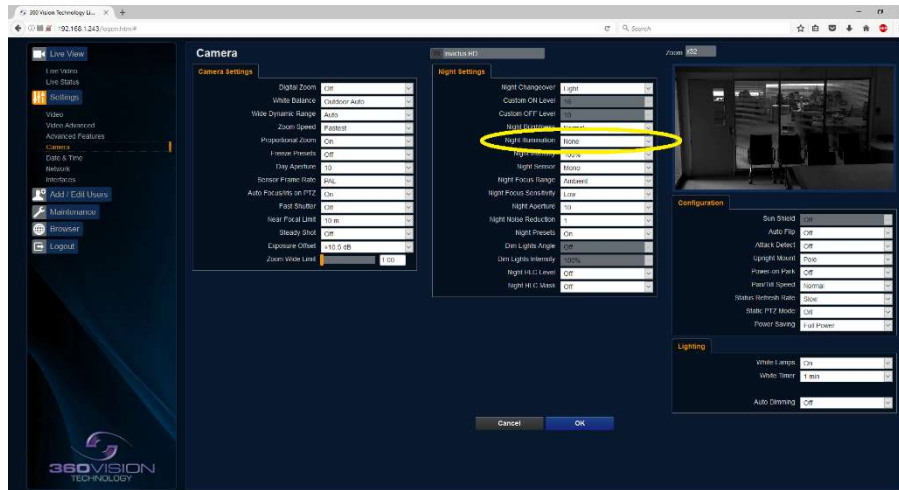 360 Vision Technology Li...
192.168.1.243/logon.htm#
Search
Live View
Live Video
Live Status
Settings
Video
Video Advanced
Advanced Features
Camera
Date & Time
Network
Interfaces
Add / Edit Users
Maintenance
Browser
Logout
360VISION
TECHNOLOGY
Camera
Invictus HD
Zoom x32
Camera Settings
Digital Zoom Off
White Balance Outdoor Auto
Wide Dynamic Range Auto
Zoom Speed Fastest
Proportional Zoom On
Freeze Presets Off
Day Aperture 10
Sensor Frame Rate PAL
Auto Focus/Iris on PTZ On
Fast Shutter Off
Near Focal Limit 10 m
Steady Shot Off
Exposure Offset +10.5 dB
Zoom Wide Limit 1.00
Night Settings
Night Changeover Light
Custom ON Level
Custom OFF Level 10
Night Brightness Normal
Night Illumination None
Night Intensity 100%
Night Sensor Mono
Night Focus Range Ambient
Night Focus Sensitivity Low
Night Aperture 10
Night Noise Reduction 1
Night Presets On
Dim Lights Angle Off
Dim Lights Intensity 100%
Night HLC Level Off
Night HLC Mask Off
Configuration
Sun Shield Off
Auto Flip Off
Attack Detect Off
Upright Mount Pole
Power-on Park Off
Pan/Tilt Speed Normal
Status Refresh Rate Slow
Static PTZ Mode Off
Power Saving Full Power
Lighting
White Lamps On
White Timer 1 min
Auto Dimming Off
Cancel OK